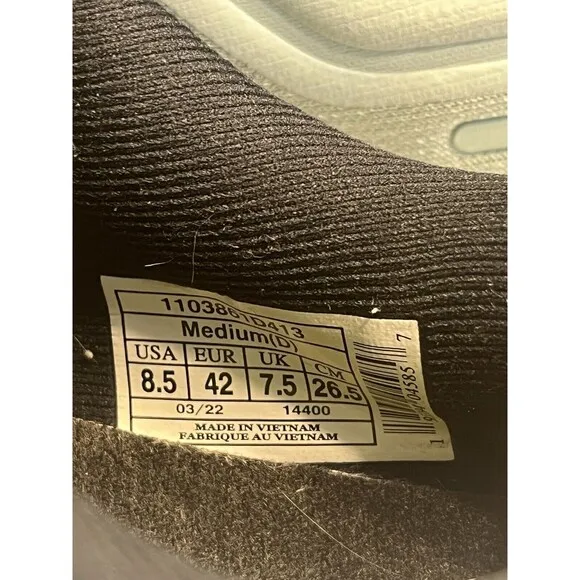 1103861D413
Medium(D)
USA EUR UK CM
8.5 42 7.5 26.5
03/22 14400
MADE IN VIETNAM
FABRIQUE AU VIETNAM
7